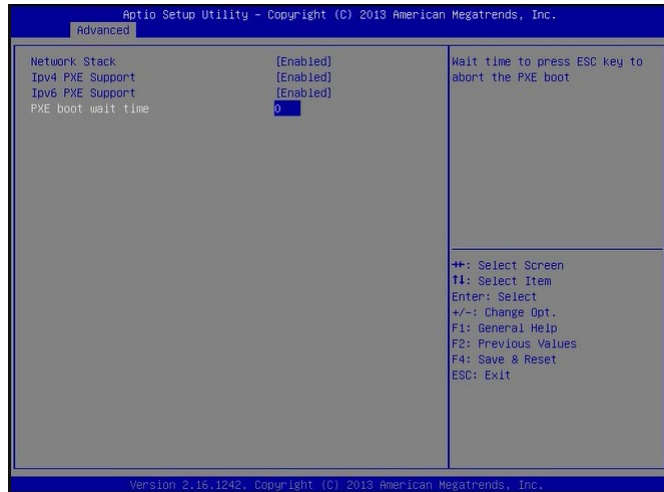 Aptio Setup Utility – Copyright (C) 2013 American Megatrends, Inc.
Advanced
Network Stack [Enabled]
Ipv4 PXE Support [Enabled]
Ipv6 PXE Support [Enabled]
PXE boot wait time 0
Wait time to press ESC key to
abort the PXE boot
→←: Select Screen
↑↓: Select Item
Enter: Select
+/-: Change Opt.
F1: General Help
F2: Previous Values
F4: Save & Reset
ESC: Exit
Version 2.16.1242. Copyright (C) 2013 American Megatrends, Inc.